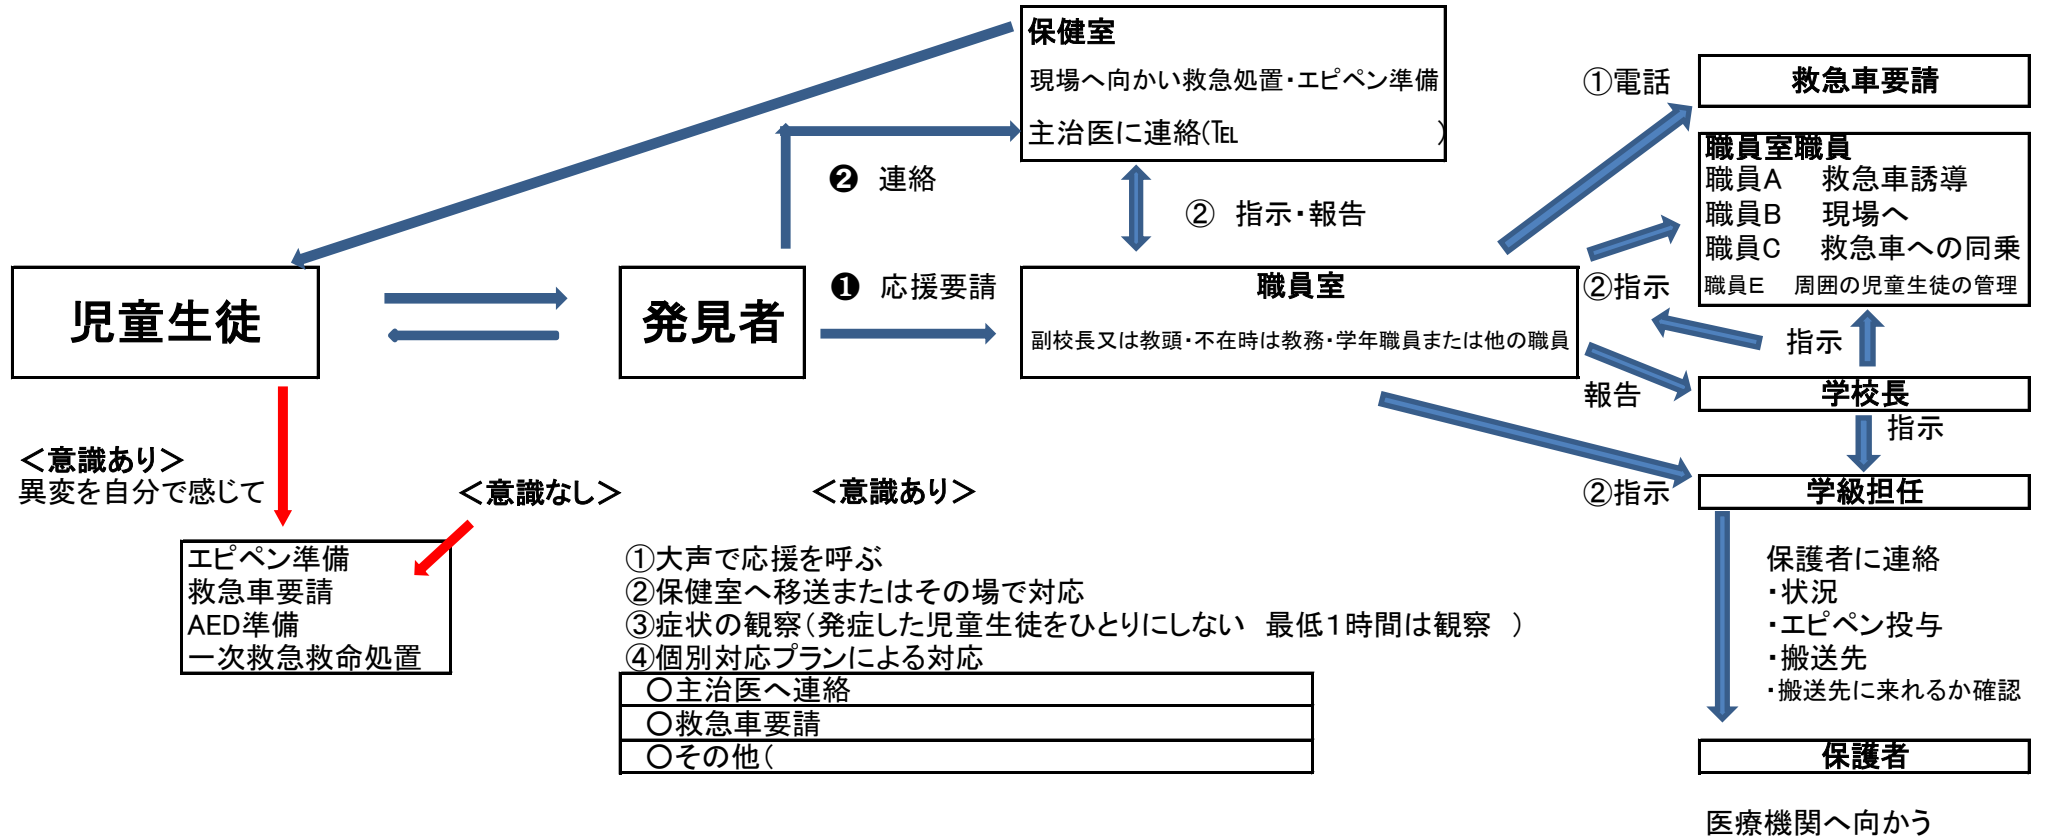 保健室
現場へ向かい救急処置・エピペン準備
主治医に連絡(℡　　　　　　　)
①電話
救急車要請
職員室職員
職員A　救急車誘導
職員B　現場へ
職員C　救急車への同乗
職員E　周囲の児童生徒の管理
❷　連絡
②　指示・報告
児童生徒
発見者
❶　応援要請
職員室
副校長又は教頭・不在時は教務・学年職員または他の職員
②指示
指示
報告
学校長
指示
②指示
学級担任
＜意識あり＞
異変を自分で感じて
＜意識なし＞
＜意識あり＞
エピペン準備
救急車要請
AED準備
一次救急救命処置
①大声で応援を呼ぶ
②保健室へ移送またはその場で対応
③症状の観察（発症した児童生徒をひとりにしない　最低１時間は観察　）
④個別対応プランによる対応
〇主治医へ連絡
〇救急車要請
〇その他（
保護者に連絡
・状況
・エピペン投与
・搬送先
・搬送先に来れるか確認
保護者
医療機関へ向かう